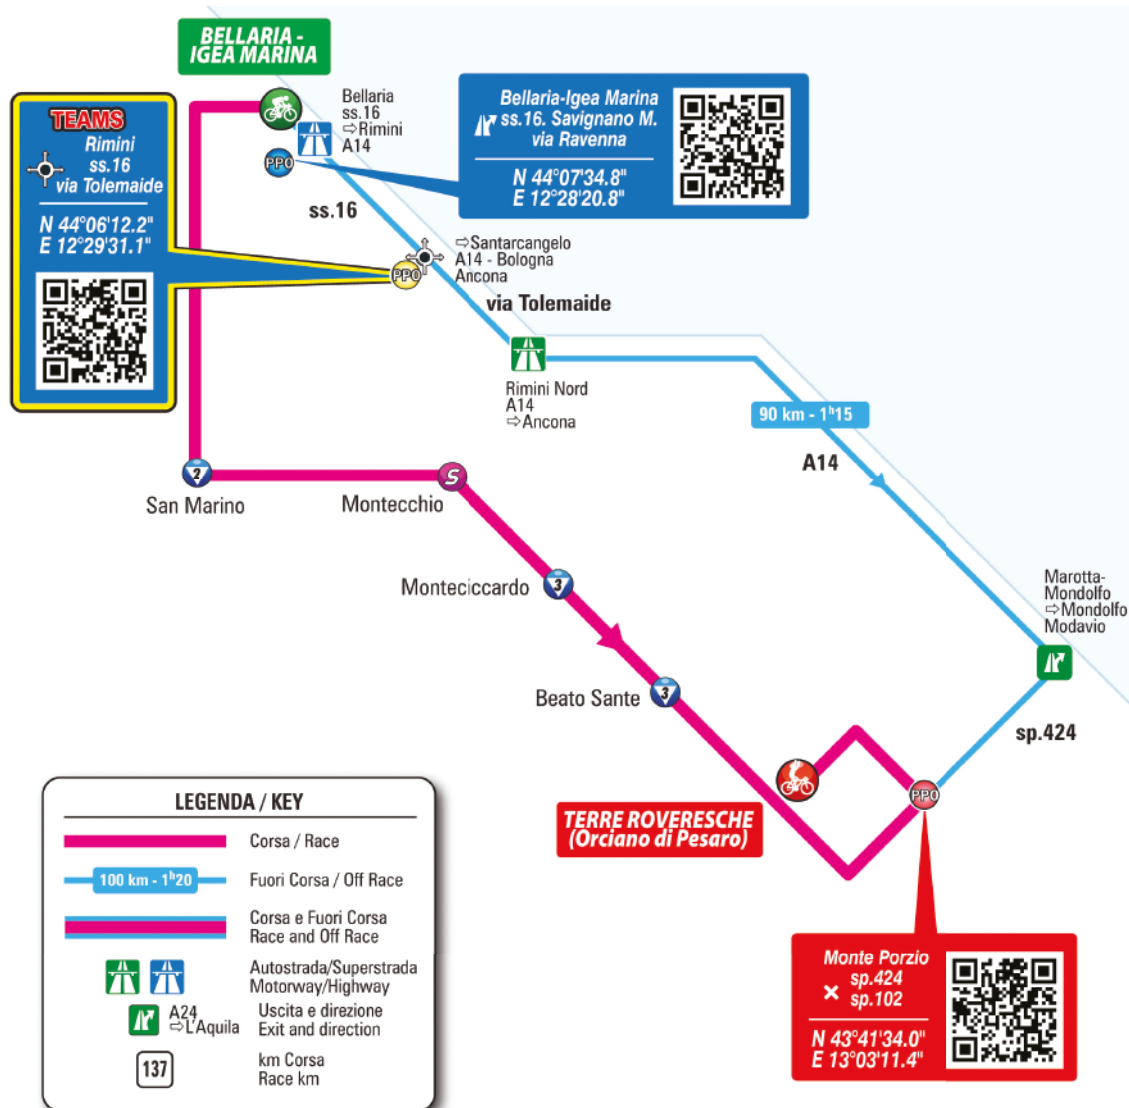 BELLARIA -
IGEA MARINA
TEAMS
Rimini
ss.16
via Tolemaide
N 44°06'12.2"
E 12°29'31.1"
Bellaria
ss.16
⇨Rimini
A14
PPO
Bellaria-Igea Marina
ss.16. Savignano M.
via Ravenna
N 44°07'34.8"
E 12°28'20.8"
ss.16
⇨Santarcangelo
A14 - Bologna
Ancona
PPO
via Tolemaide
Rimini Nord
A14
⇨Ancona
90 km - 1h15
A14
2
San Marino
Montecchio
S
Monteciccardo
3
Marotta-
Mondolfo
⇨Mondolfo
Modavio
Beato Sante
3
sp.424
PPO
TERRE ROVERESCHE
(Orciano di Pesaro)
Monte Porzio
sp.424
sp.102
N 43°41'34.0"
E 13°03'11.4"
LEGENDA / KEY
Corsa / Race
100 km - 1h20
Fuori Corsa / Off Race
Corsa e Fuori Corsa
Race and Off Race
Autostrada/Superstrada
Motorway/Highway
A24
⇨L'Aquila
Uscita e direzione
Exit and direction
137
km Corsa
Race km